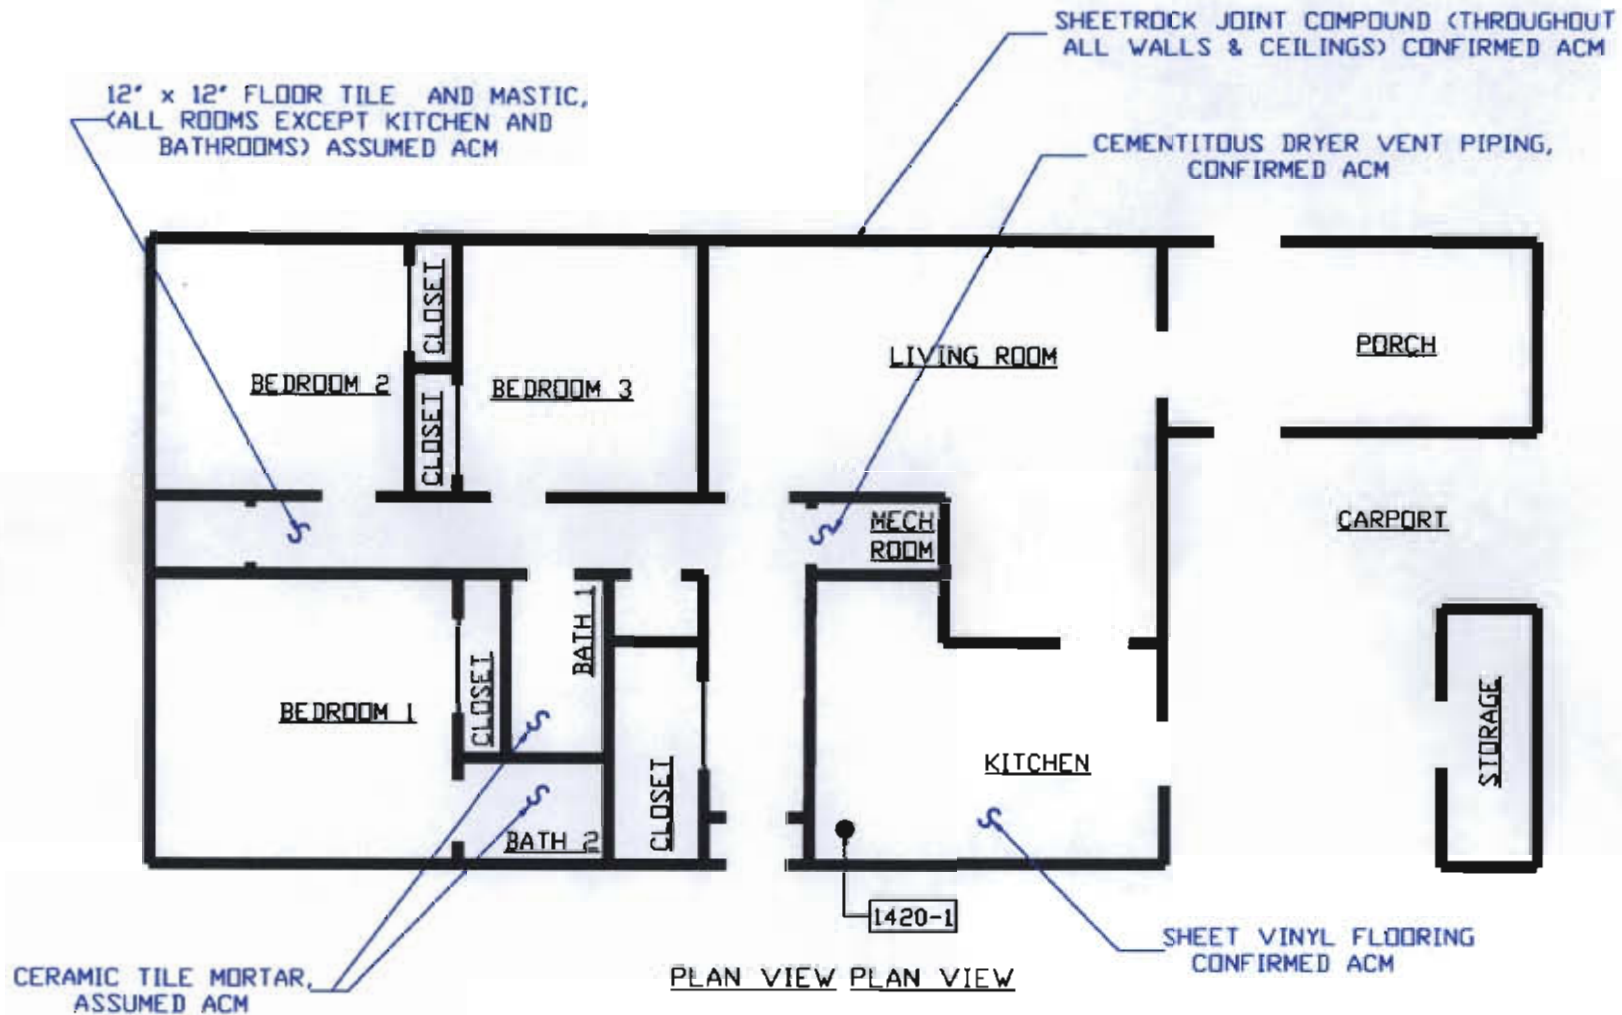 SHEETROCK JOINT COMPOUND (THROUGHOUT
ALL WALLS & CEILINGS) CONFIRMED ACM
12" x 12" FLOOR TILE AND MASTIC,
(ALL ROOMS EXCEPT KITCHEN AND
BATHROOMS) ASSUMED ACM
CEMENTITOUS DRYER VENT PIPING,
CONFIRMED ACM
CLOSET
BEDROOM 2
CLOSET
BEDROOM 3
LIVING ROOM
PORCH
MECH
ROOM
CARPORT
BEDROOM 1
CLOSET
BATH 1
BATH 2
CLOSET
KITCHEN
STORAGE
1420-1
SHEET VINYL FLOORING
CONFIRMED ACM
CERAMIC TILE MORTAR,
ASSUMED ACM
PLAN VIEW PLAN VIEW